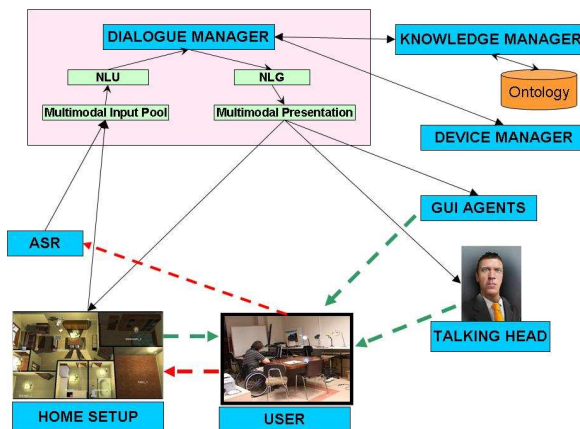 DIALOGUE MANAGER
KNOWLEDGE MANAGER
NLU
NLG
Ontology
Multimodal Input Pool
Multimodal Presentation
DEVICE MANAGER
GUI AGENTS
ASR
TALKING HEAD
HOME SETUP
USER